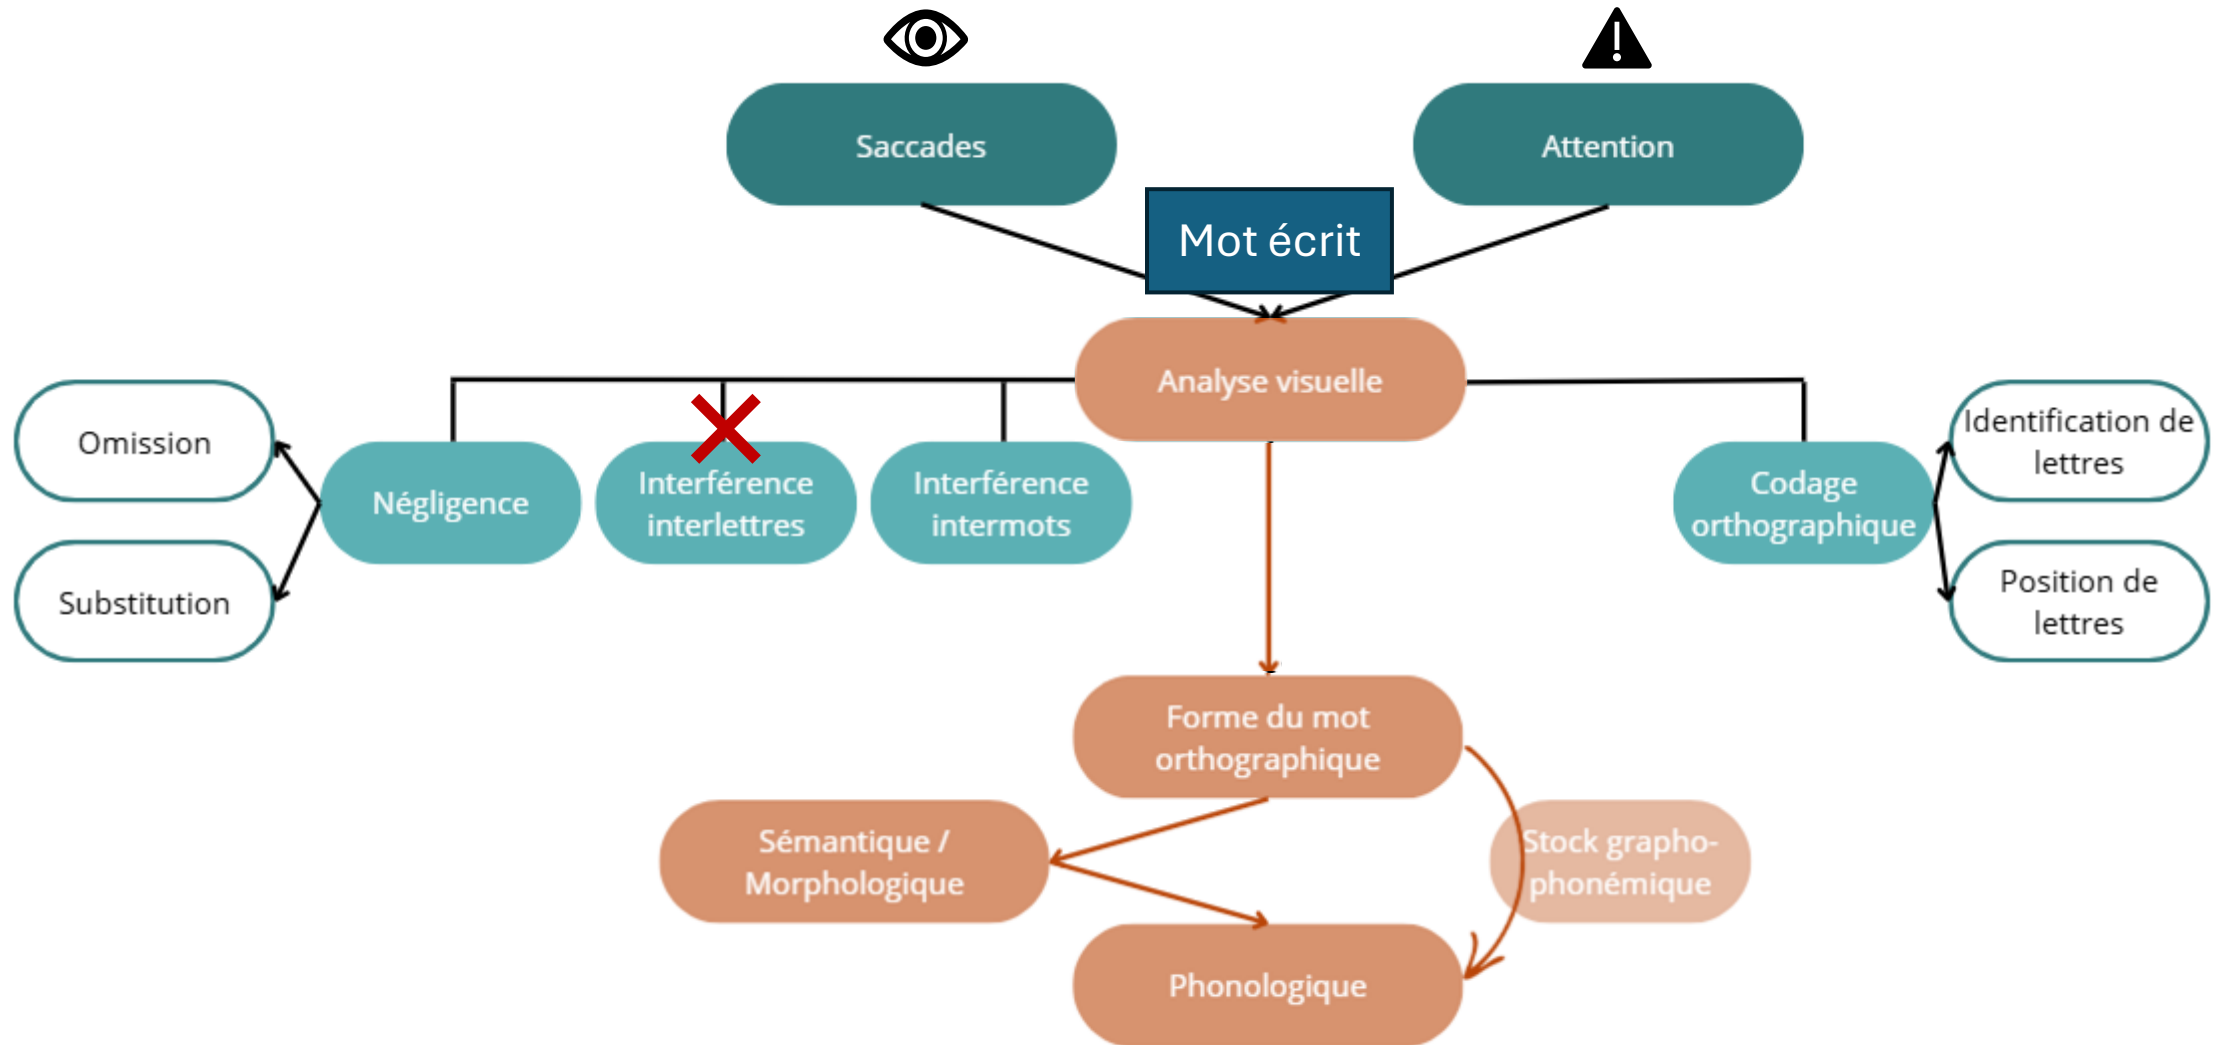 Saccades
Attention
Mot écrit
Analyse visuelle
Omission
Substitution
Négligence
Interférence
interlettres
Interférence
intermots
Codage
orthographique
Identification de
lettres
Position de
lettres
Forme du mot
orthographique
Sémantique /
Morphologique
Stock grapho-
phonémique
Phonologique